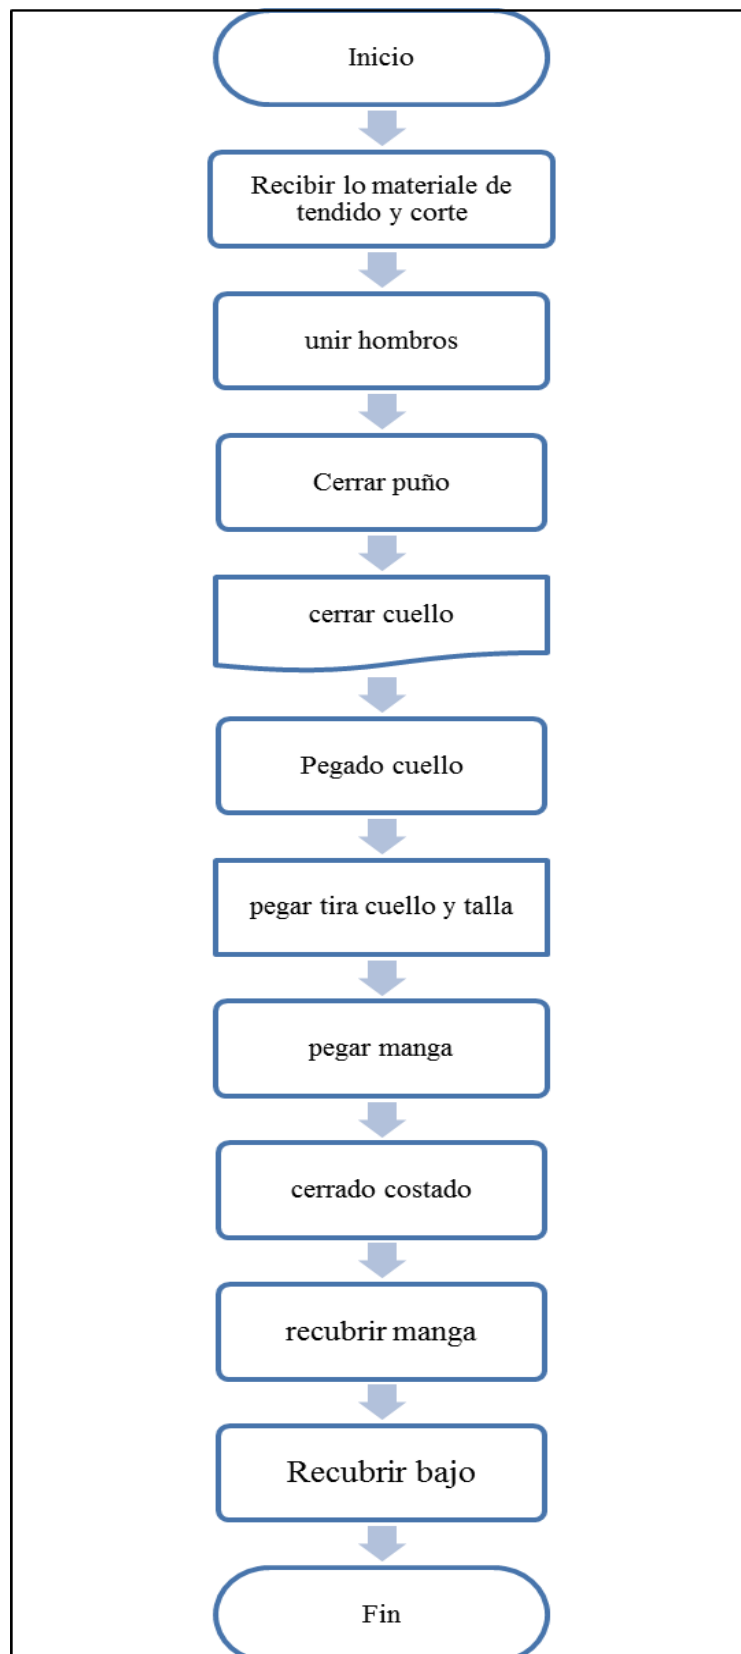 Inicio
Recibir lo materiale de
tendido y corte
unir hombros
Cerrar puño
cerrar cuello
Pegado cuello
pegar tira cuello y talla
pegar manga
cerrado costado
recubrir manga
Recubrir bajo
Fin